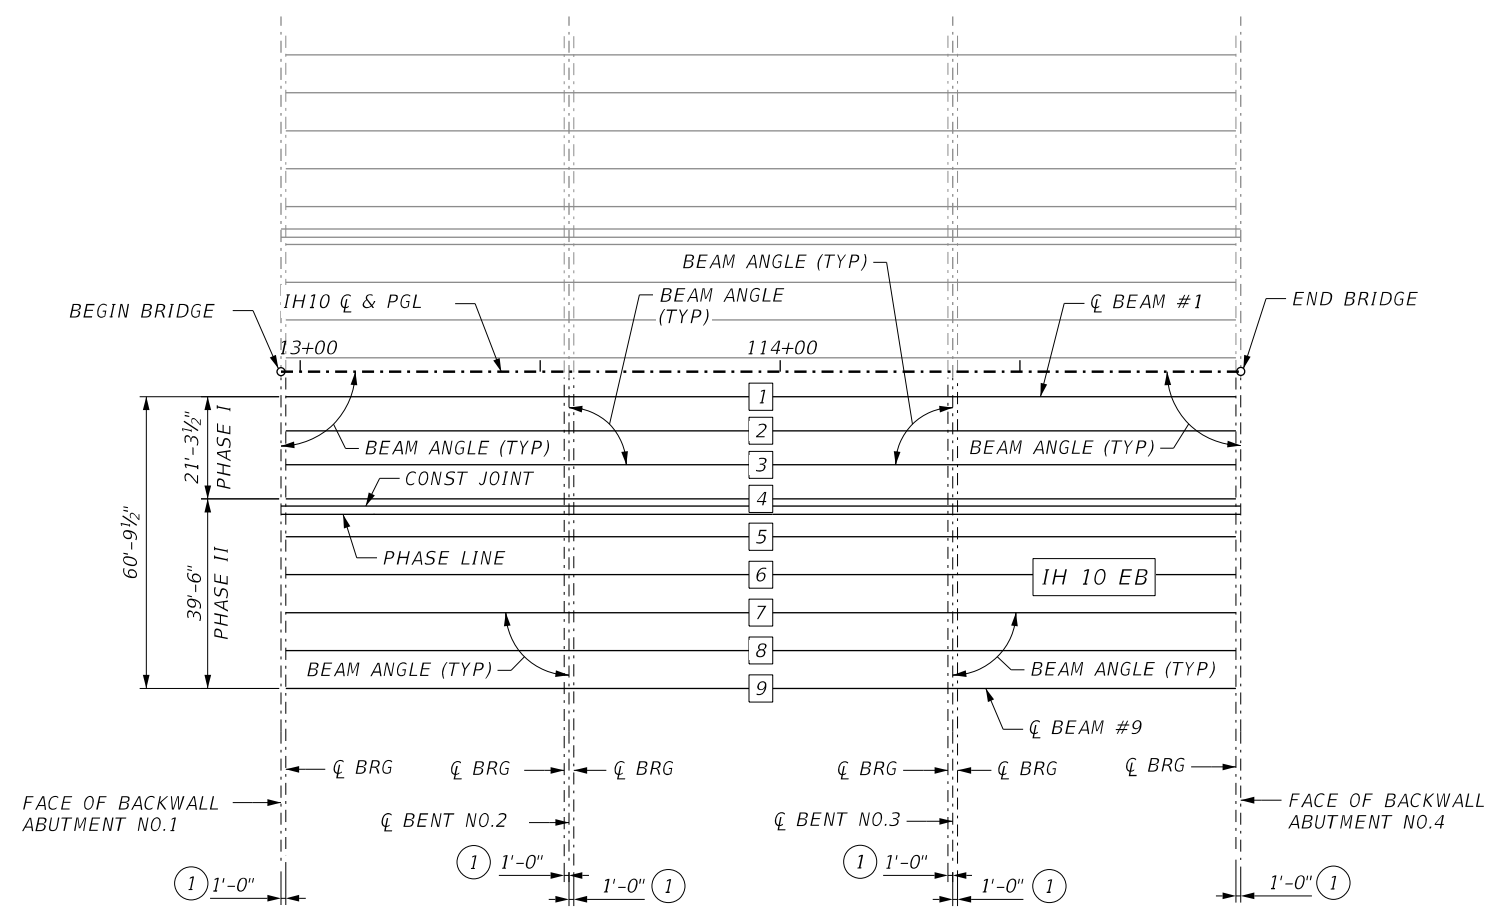 BEAM ANGLE (TYP)
BEAM ANGLE
(TYP)
IH10 ℄ & PGL
℄ BEAM #1
END BRIDGE
BEGIN BRIDGE
13+00
114+00
1
2
3
4
5
6
7
8
9
21'-3½"
PHASE I
BEAM ANGLE (TYP)
BEAM ANGLE (TYP)
CONST JOINT
60'-9½"
39'-6"
PHASE II
PHASE LINE
IH 10 EB
BEAM ANGLE (TYP)
BEAM ANGLE (TYP)
℄ BEAM #9
℄ BRG
℄ BRG
℄ BRG
℄ BRG
℄ BRG
℄ BRG
FACE OF BACKWALL
ABUTMENT NO.1
℄ BENT NO.2
℄ BENT NO.3
FACE OF BACKWALL
ABUTMENT NO.4
1 1'-0"
1 1'-0"
1'-0" 1
1 1'-0"
1'-0" 1
1'-0" 1